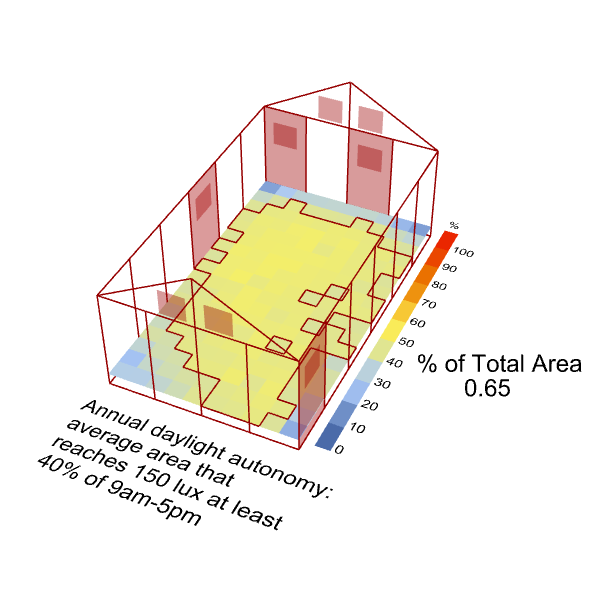 %
100
90
80
70
60
50
40
30
20
10
0
% of Total Area
0.65
Annual daylight autonomy:
average area that
reaches 150 lux at least
40% of 9am-5pm